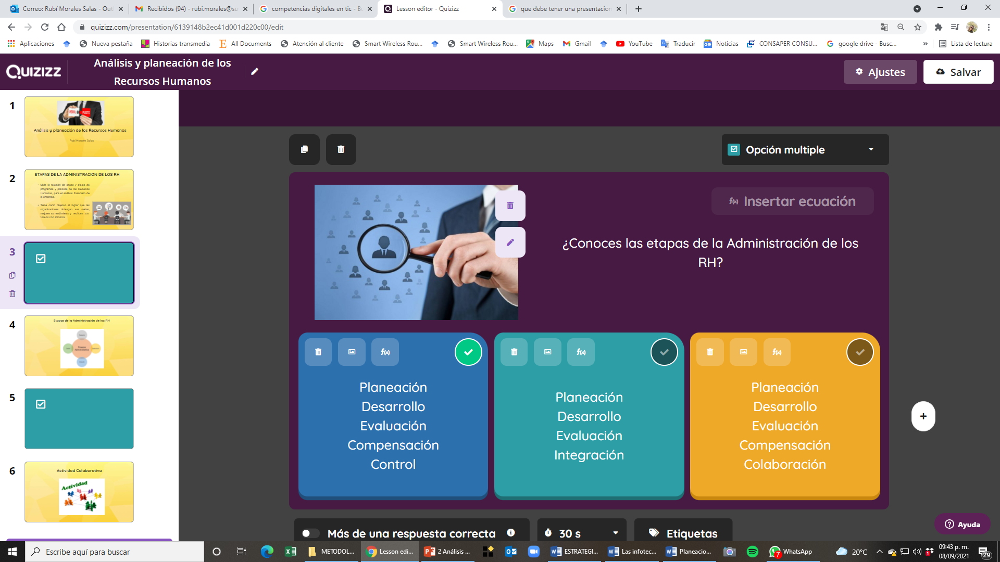 Correo: Rubí Morales Salas - Out
Recibidos (94) - rubi.morales@su
competencias digitales en tic - B
Lesson editor - Quizizz
que debe tener una presentacion
quizizz.com/presentation/6139148b2ec41d001d220c00/edit
Aplicaciones
Nueva pestaña
Historias transmedia
All Documents
Atención al cliente
Smart Wireless Rou...
Smart Wireless Rou...
Maps
Gmail
YouTube
Traducir
Noticias
CONSAPER CONSU...
google drive - Busc...
»
Lista de lectura
Quizizz
Análisis y planeación de los
Recursos Humanos
Ajustes
Salvar
1
PERFIL
PUESTO
Análisis y planeación de los Recursos Humanos
Rubí Morales Salas
2
ETAPAS DE LA ADMINISTRACION DE LOS RH
• Mide la relación de causa y efecto de
programas y políticas de los Recursos
Humanos, para el análisis financiero de
la empresa.
• Tiene como objetivo el lograr que las
organizaciones obtengan sus metas,
mejoren su rendimiento y realicen sus
tareas con eficacia.
3
4
Etapas de la Administración de los RH
5
6
Actividad Colaborativa
Actividad
Opción multiple
f(x) Insertar ecuación
¿Conoces las etapas de la Administración de los
RH?
f(x)
Planeación
Desarrollo
Evaluación
Compensación
Control
f(x)
Planeación
Desarrollo
Evaluación
Integración
f(x)
Planeación
Desarrollo
Evaluación
Compensación
Colaboración
+
Más de una respuesta correcta
30 s
Etiquetas
Ayuda
Escribe aquí para buscar
METODOL...
Lesson edi...
2 Análisis ...
ESTRATEGI...
Las infotec...
Planeacio...
7
WhatsApp
20°C
09:43 p. m.
08/09/2021
29